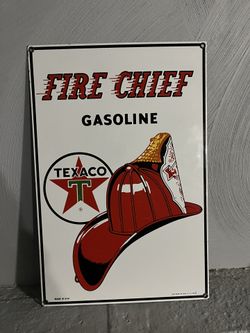 FIRE CHIEF
GASOLINE
TEXACO
T